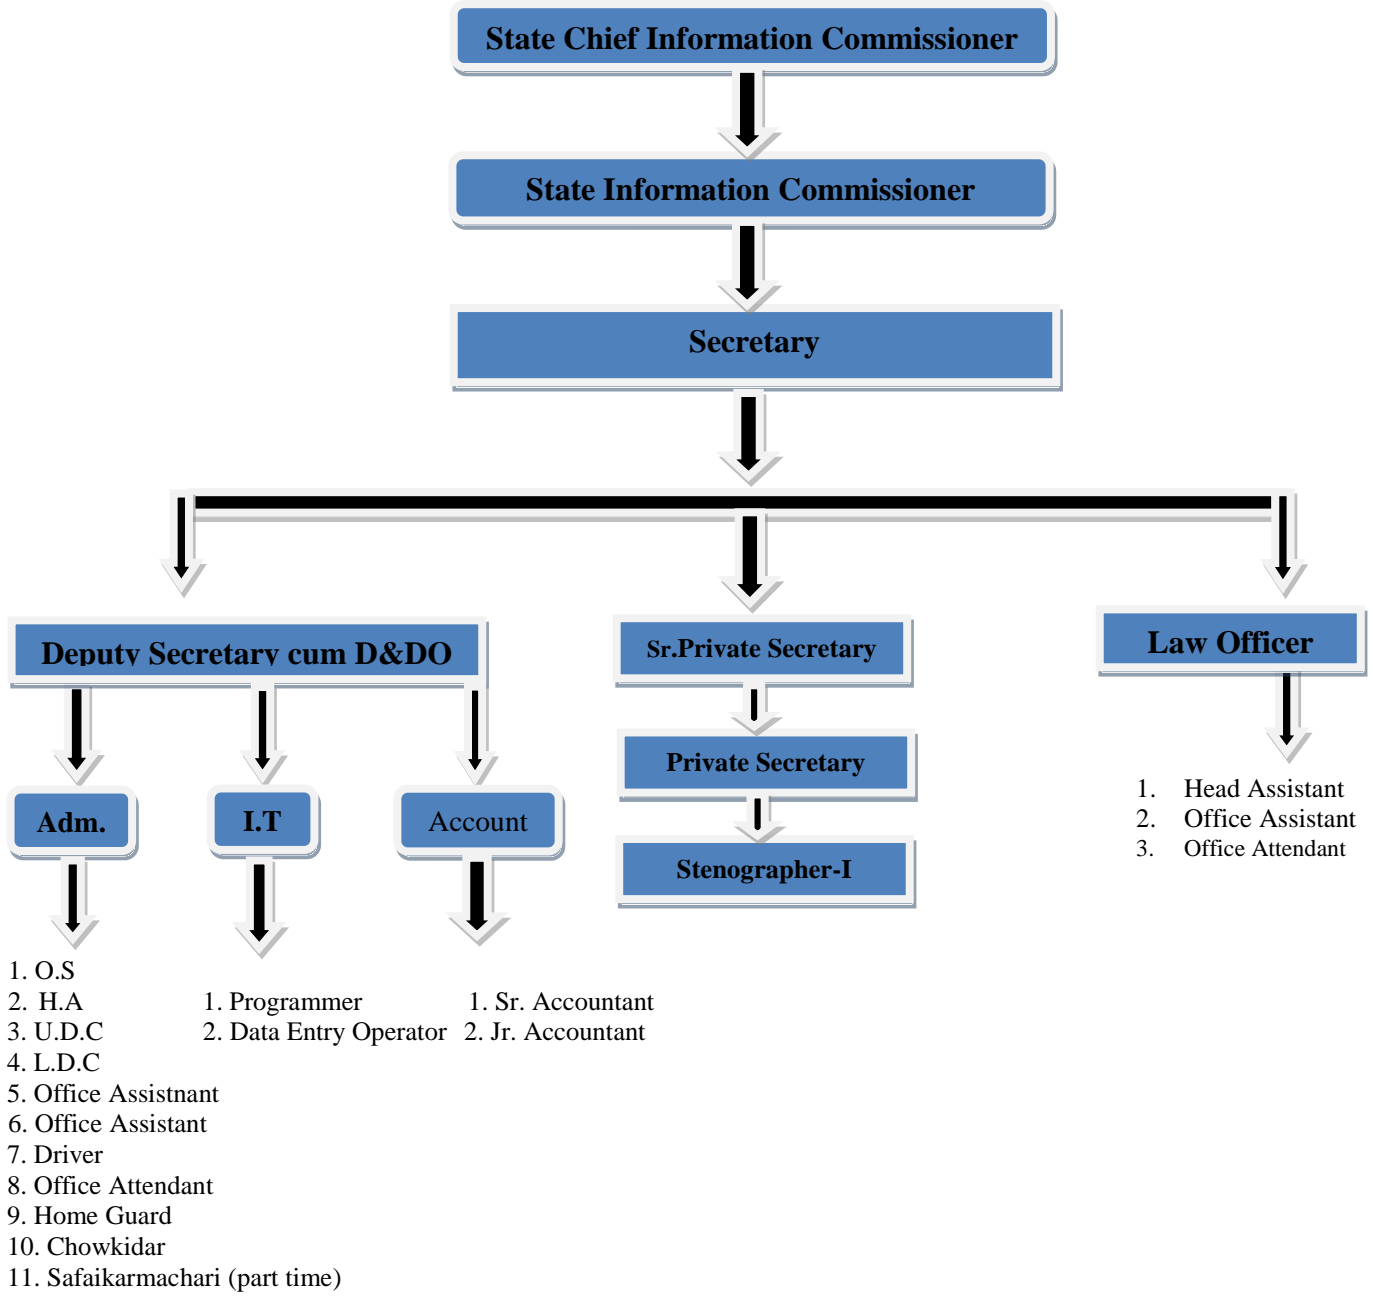 State Chief Information Commissioner
State Information Commissioner
Secretary
Deputy Secretary cum D&DO
Sr.Private Secretary
Law Officer
Private Secretary
Stenographer-I
Adm.
I.T
Account
1. Head Assistant
2. Office Assistant
3. Office Attendant
1. O.S
2. H.A
3. U.D.C
4. L.D.C
5. Office Assistnant
6. Office Assistant
7. Driver
8. Office Attendant
9. Home Guard
10. Chowkidar
11. Safaikarmachari (part time)
1. Programmer
2. Data Entry Operator
1. Sr. Accountant
2. Jr. Accountant